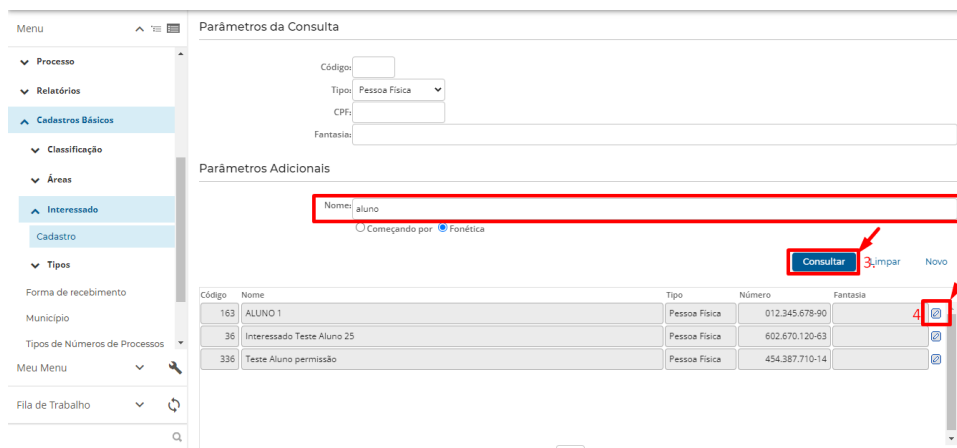 Menu
Processo
Relatórios
Cadastros Básicos
Classificação
Áreas
Interessado
Cadastro
Tipos
Forma de recebimento
Município
Tipos de Números de Processos
Meu Menu
Fila de Trabalho
Parâmetros da Consulta
Código:
Tipo: Pessoa Física
CPF:
Fantasia:
Parâmetros Adicionais
Nome: aluno
Começando por Fonética
Consultar 3. Limpar Novo
Código Nome Tipo Número Fantasia
163 ALUNO 1 Pessoa Física 012.345.678-90 4
36 Interessado Teste Aluno 25 Pessoa Física 602.670.120-63
336 Teste Aluno permissão Pessoa Física 454.387.710-14